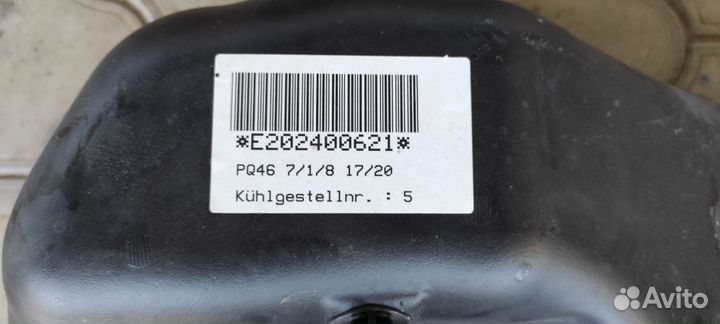 *E202400621*
PQ46 7/1/8 17/20
Kühlgestellnr. : 5
Avito